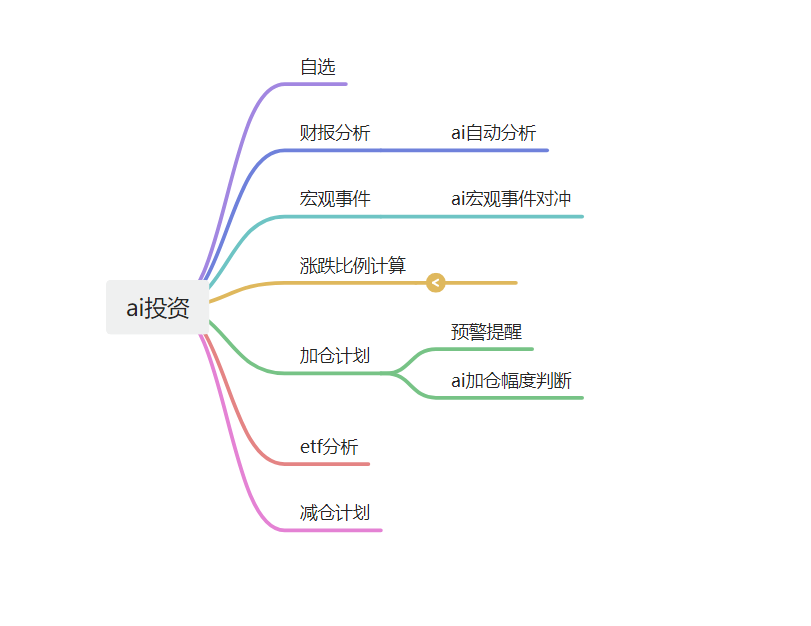 自选
财报分析
ai自动分析
宏观事件
ai宏观事件对冲
涨跌比例计算
ai投资
预警提醒
加仓计划
ai加仓幅度判断
etf分析
减仓计划